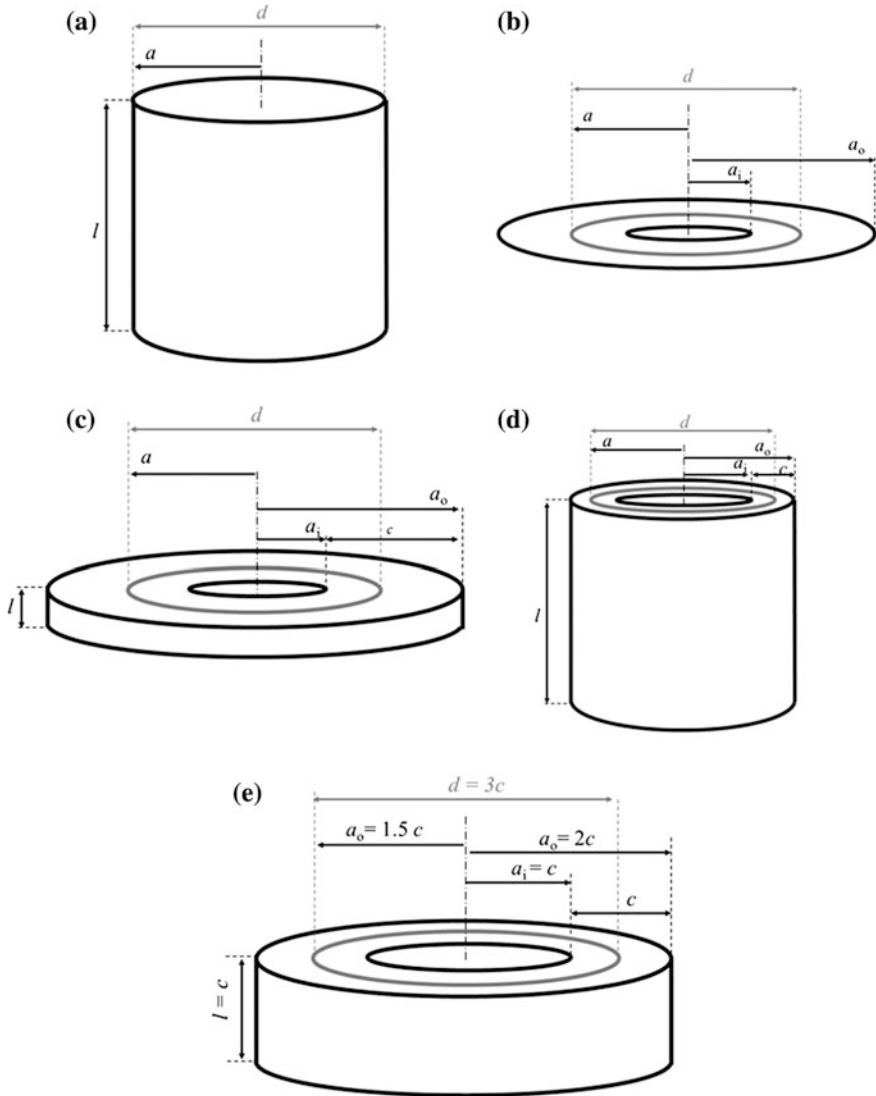 (a)
d
a
l
(b)
d
a
a_o
a_i
(c)
d
a
a_o
a_i
c
l
(d)
d
a
a_o
a_i
c
l
(e)
d = 3c
a_o = 1.5 c
a_o = 2c
a_i = c
c
l = c